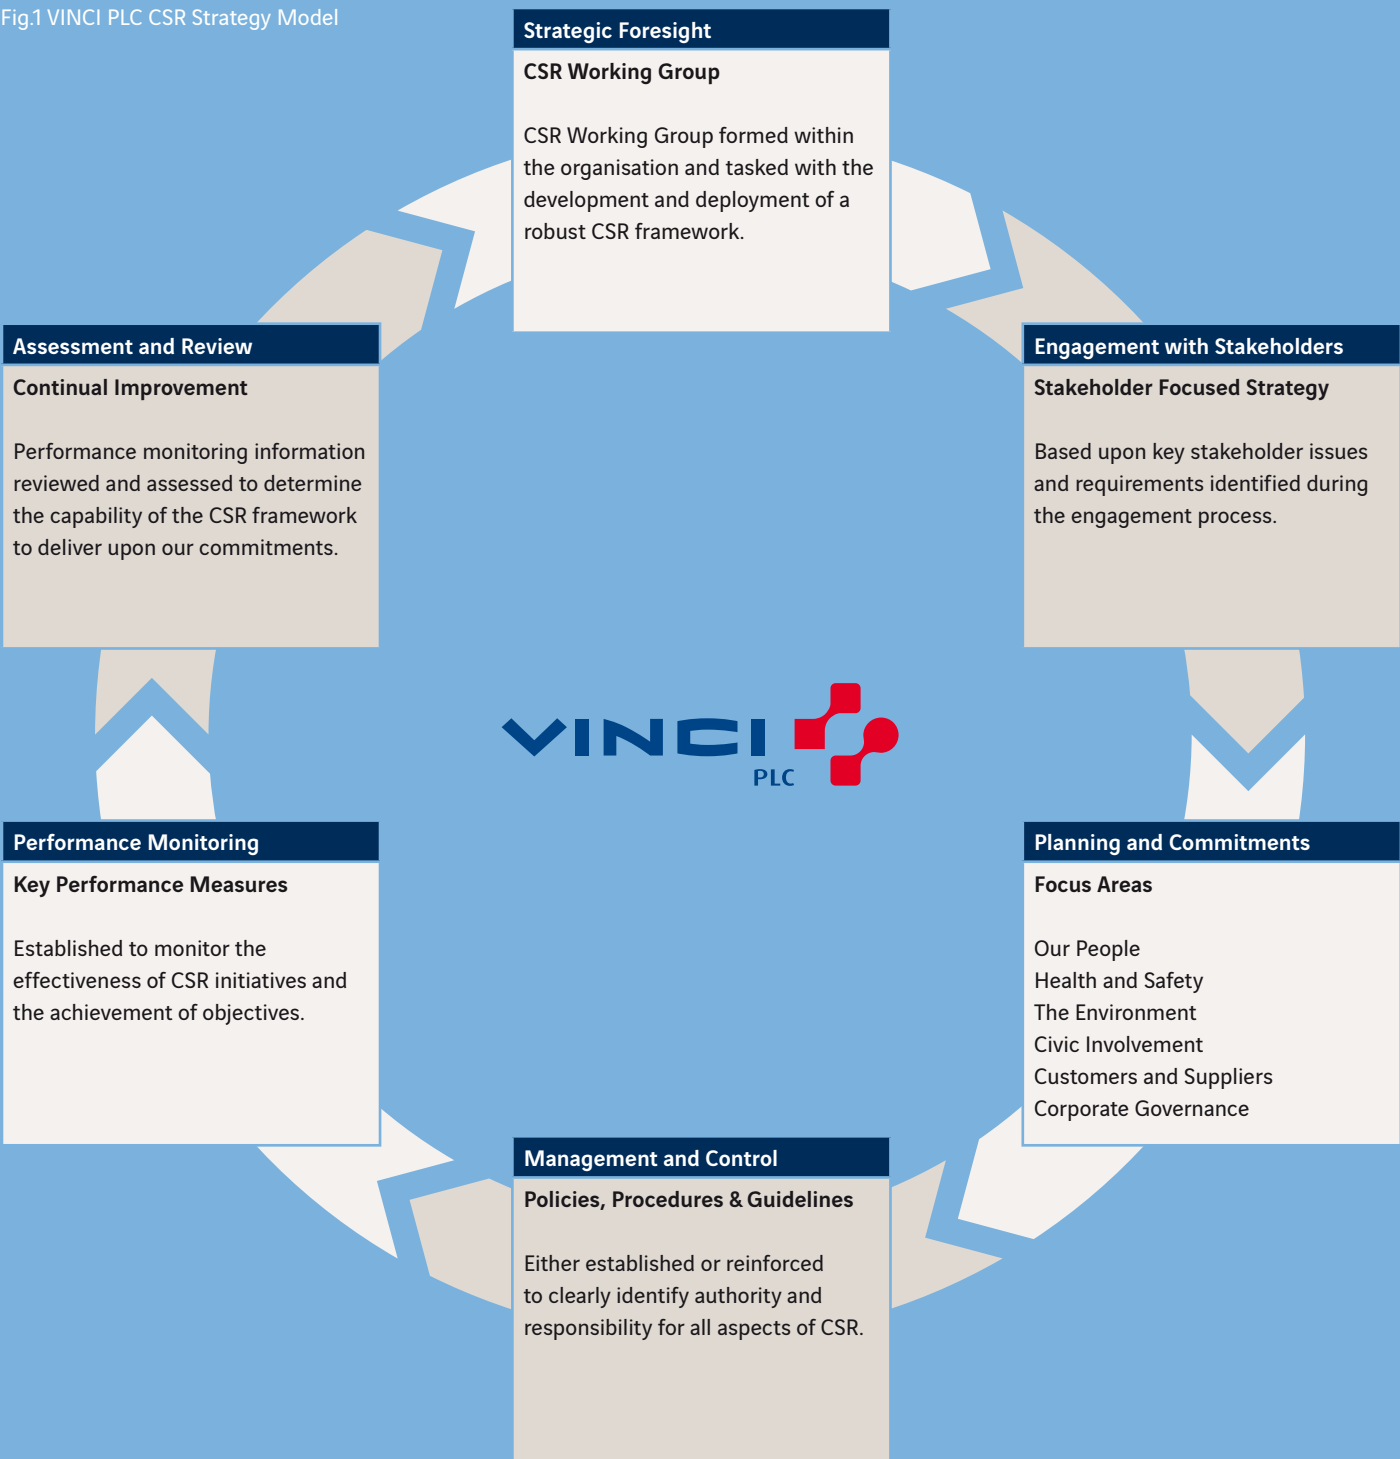 Fig.1 VINCI PLC CSR Strategy Model
Strategic Foresight
CSR Working Group
CSR Working Group formed within
the organisation and tasked with the
development and deployment of a
robust CSR framework.
Engagement with Stakeholders
Stakeholder Focused Strategy
Based upon key stakeholder issues
and requirements identified during
the engagement process.
Planning and Commitments
Focus Areas
Our People
Health and Safety
The Environment
Civic Involvement
Customers and Suppliers
Corporate Governance
Management and Control
Policies, Procedures & Guidelines
Either established or reinforced
to clearly identify authority and
responsibility for all aspects of CSR.
Performance Monitoring
Key Performance Measures
Established to monitor the
effectiveness of CSR initiatives and
the achievement of objectives.
Assessment and Review
Continual Improvement
Performance monitoring information
reviewed and assessed to determine
the capability of the CSR framework
to deliver upon our commitments.
VINCI
PLC